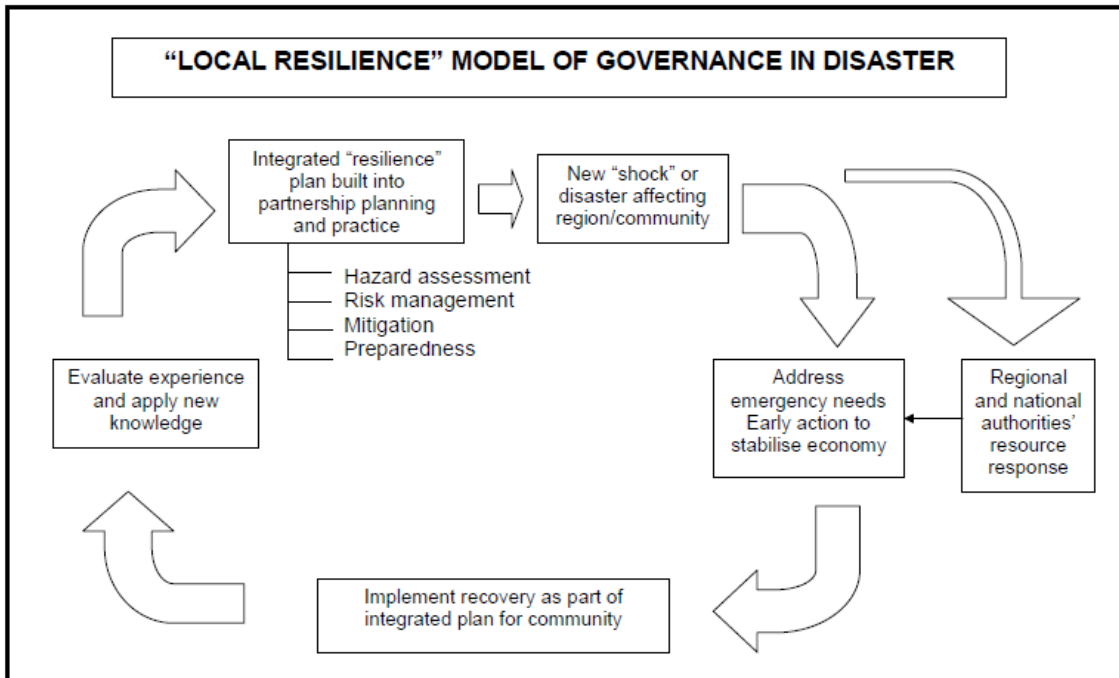 “LOCAL RESILIENCE” MODEL OF GOVERNANCE IN DISASTER
Integrated “resilience”
plan built into
partnership planning
and practice
New “shock” or
disaster affecting
region/community
Hazard assessment
Risk management
Mitigation
Preparedness
Evaluate experience
and apply new
knowledge
Address
emergency needs
Early action to
stabilise economy
Regional
and national
authorities’
resource
response
Implement recovery as part of
integrated plan for community